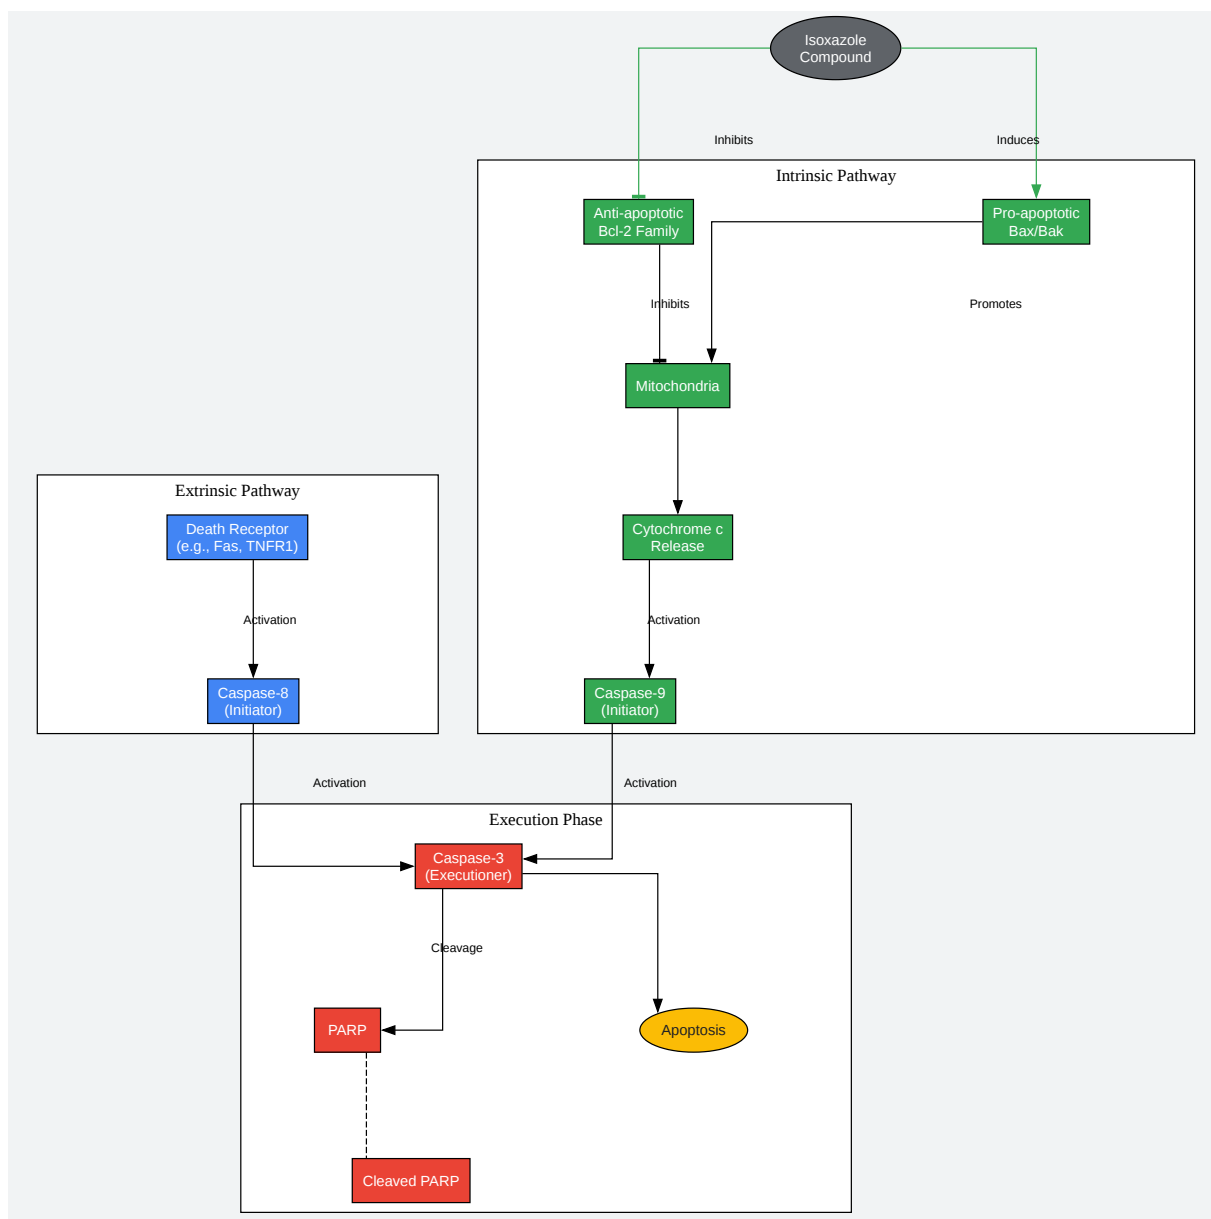 Isoxazole
Compound
Inhibits
Induces
Intrinsic Pathway
Anti-apoptotic
Bcl-2 Family
Pro-apoptotic
Bax/Bak
Inhibits
Promotes
Mitochondria
Extrinsic Pathway
Death Receptor
(e.g., Fas, TNFR1)
Cytochrome c
Release
Activation
Activation
Caspase-8
(Initiator)
Caspase-9
(Initiator)
Activation
Activation
Execution Phase
Caspase-3
(Executioner)
Cleavage
PARP
Apoptosis
Cleaved PARP